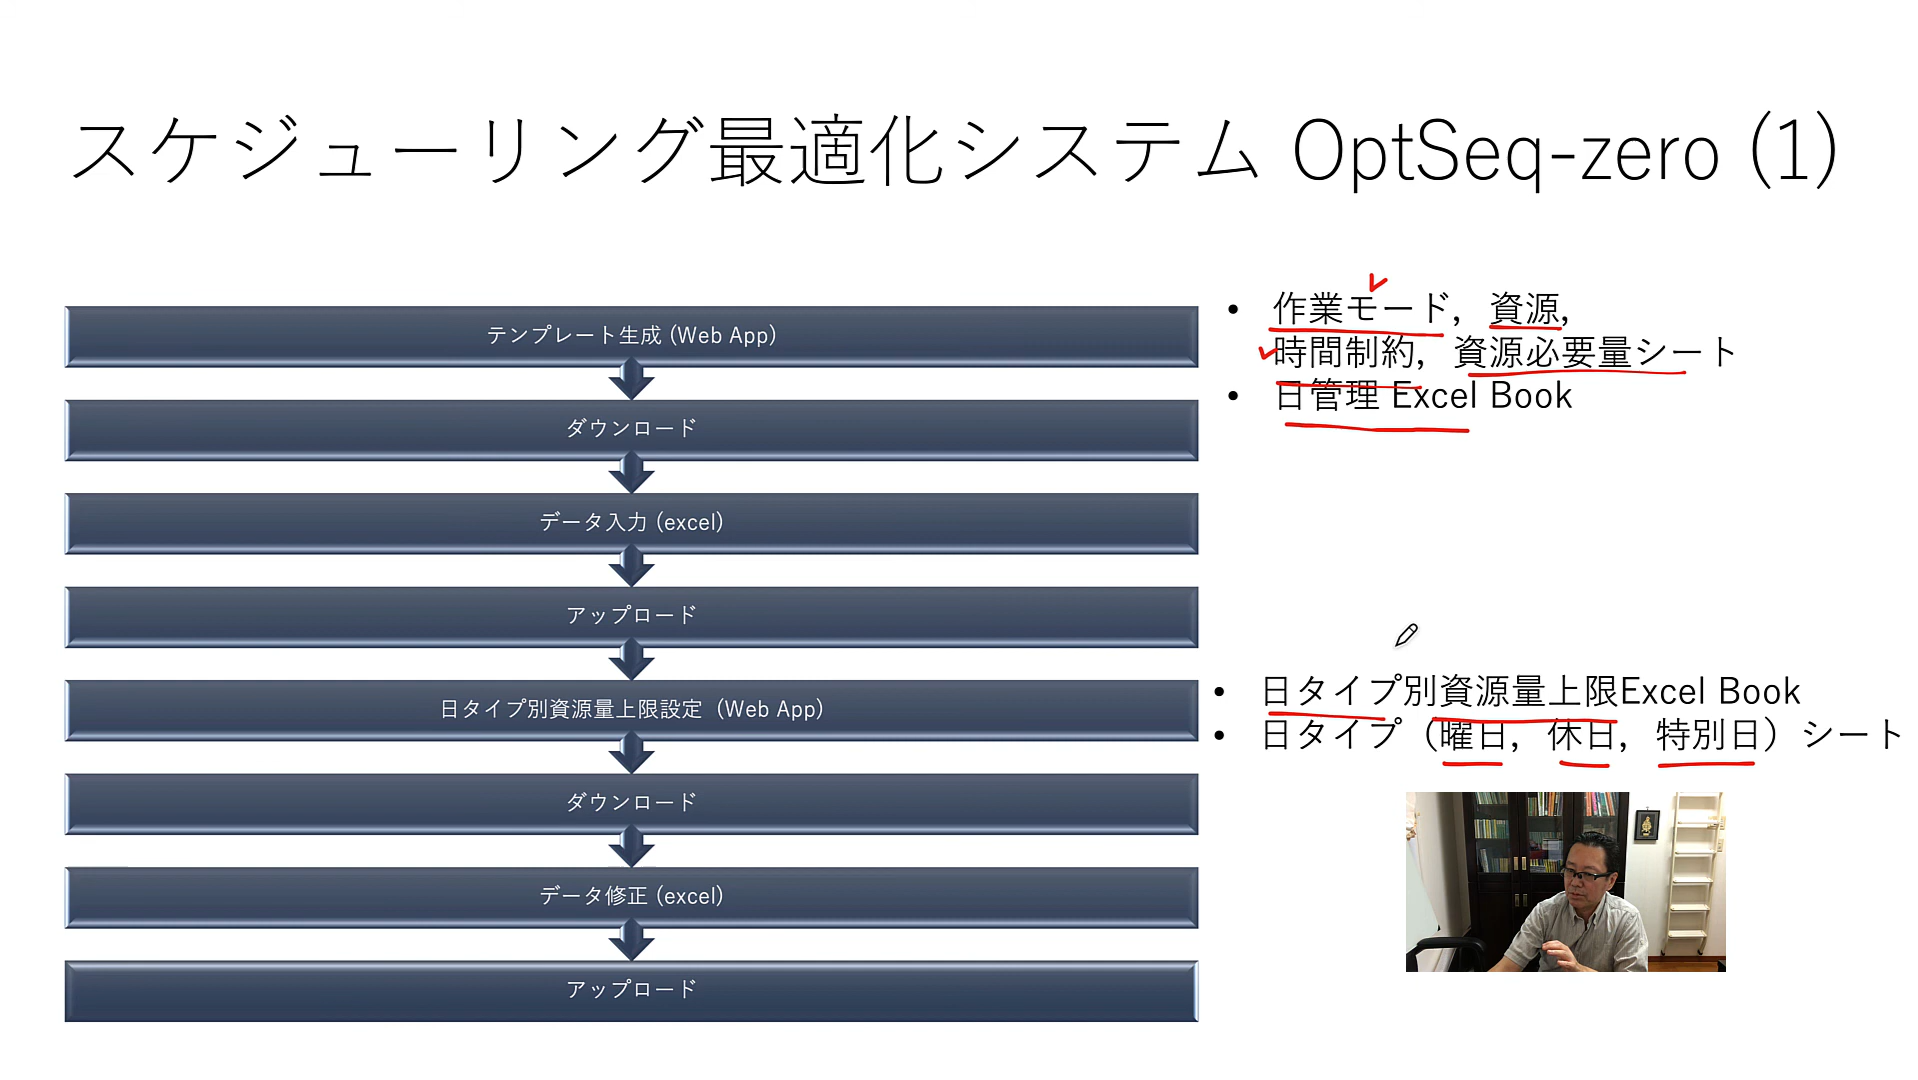 スケジューリング最適化システム OptSeq-zero (1)
テンプレート生成 (Web App)
ダウンロード
データ入力 (excel)
アップロード
日タイプ別資源量上限設定 (Web App)
ダウンロード
データ修正 (excel)
アップロード
• 作業モード, 資源,
時間制約, 資源必要量シート
• 日管理 Excel Book
• 日タイプ別資源量上限Excel Book
• 日タイプ（曜日, 休日, 特別日）シート